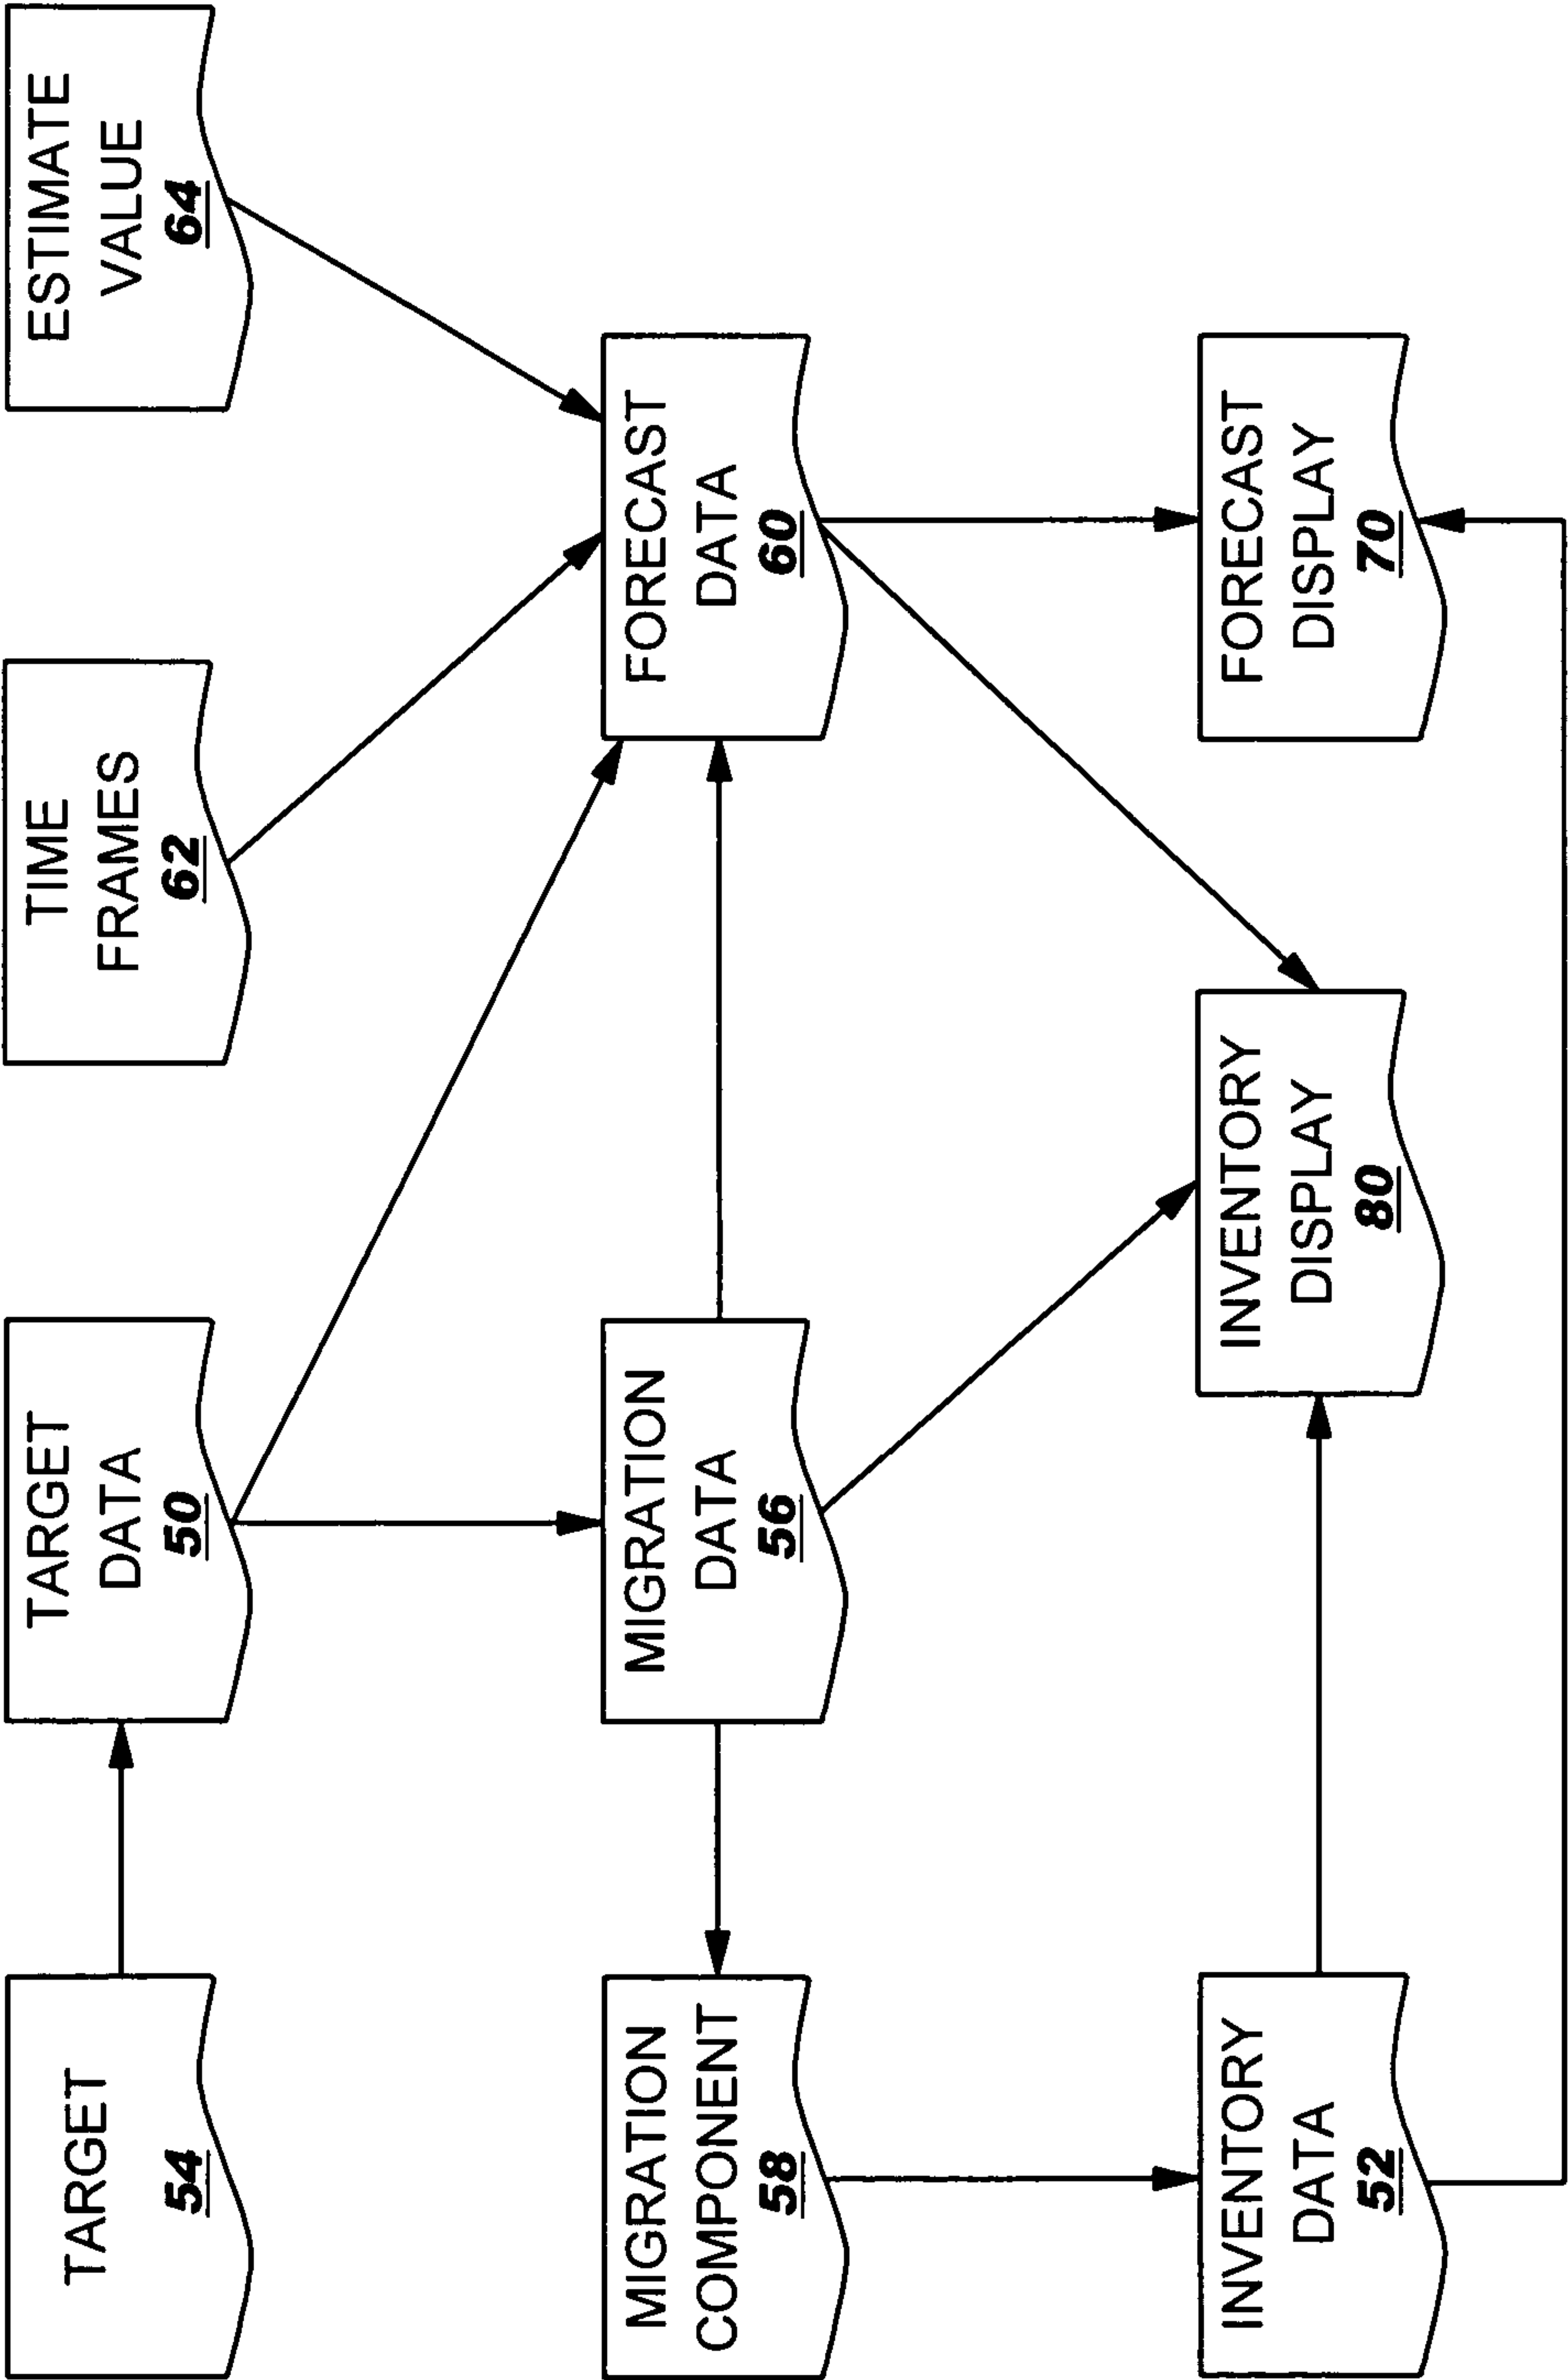 TARGET
54
TARGET
DATA
50
TIME
FRAMES
62
ESTIMATE
VALUE
64
MIGRATION
COMPONENT
58
MIGRATION
DATA
56
FORECAST
DATA
60
INVENTORY
DATA
52
INVENTORY
DISPLAY
80
FORECAST
DISPLAY
70